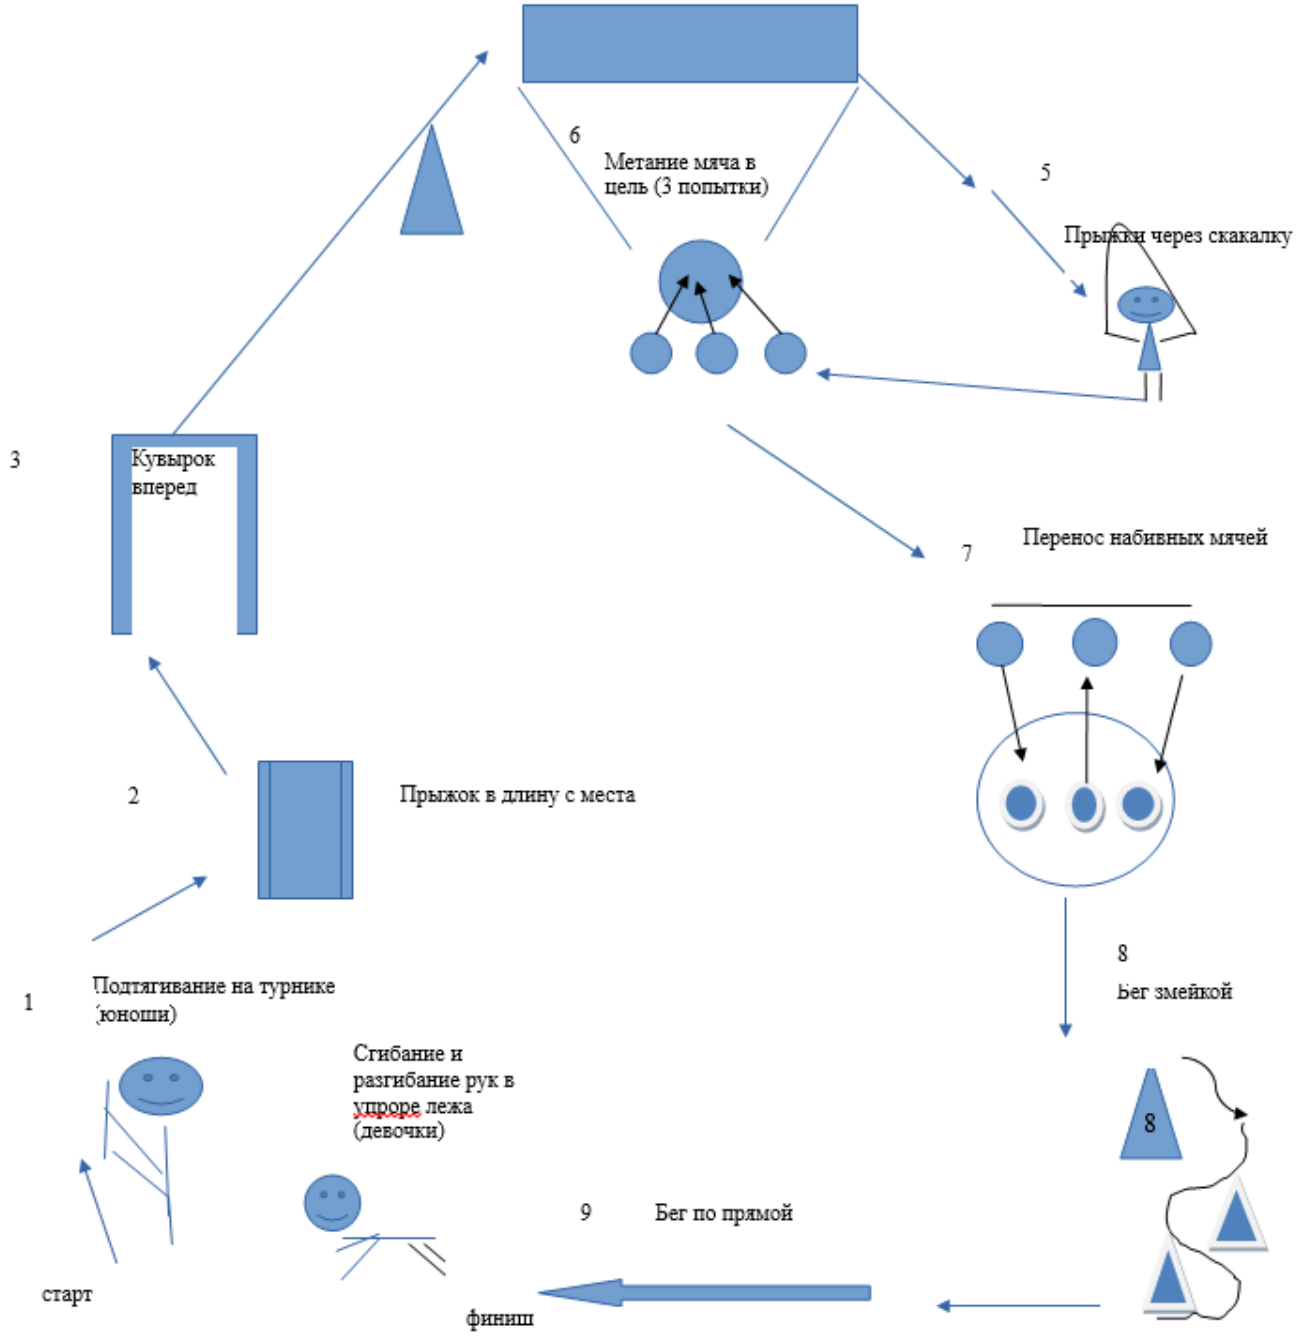 6
Метание мяча в
цель (3 попытки)
5
Прыжки через скакалку
3
Кувырок
вперед
7
Перенос набивных мячей
2
Прыжок в длину с места
8
Бег змейкой
1
Подтягивание на турнике
(юноши)
Сгибание и
разгибание рук в
упроре лежа
(девочки)
8
9
Бег по прямой
старт
финиш